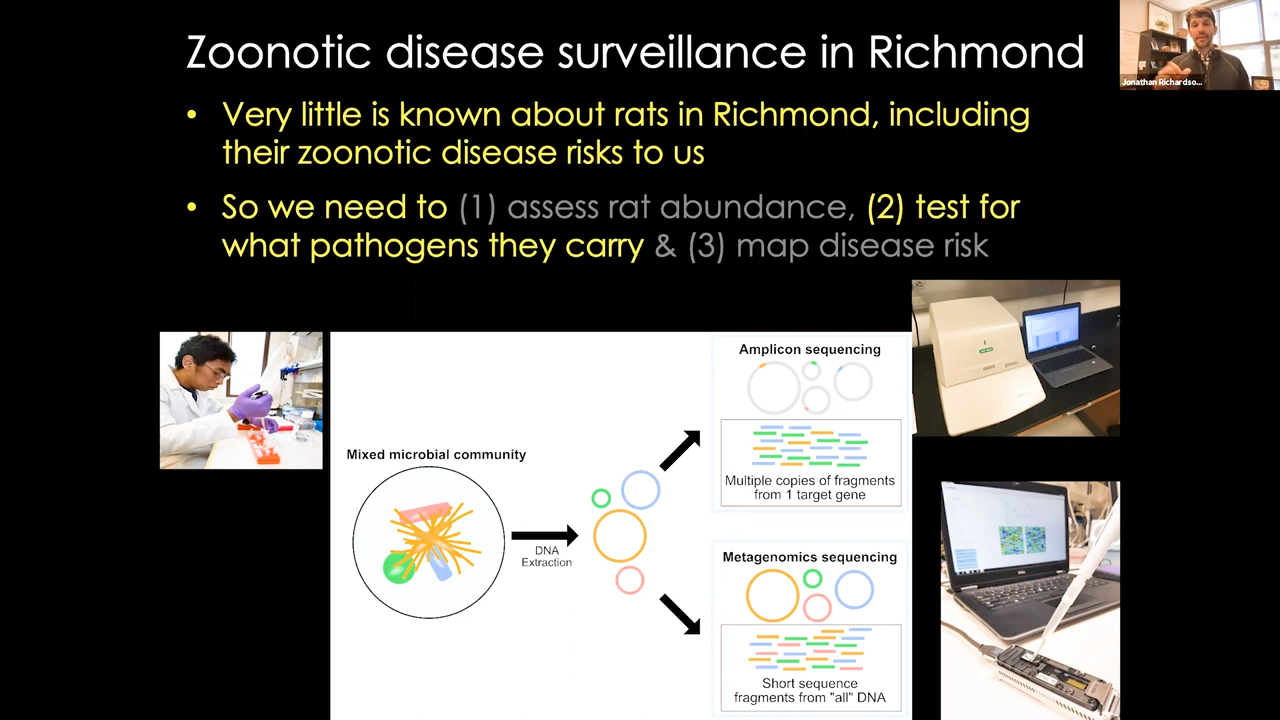 Zoonotic disease surveillance in Richmond
Jonathan Richardso...
• Very little is known about rats in Richmond, including
their zoonotic disease risks to us
• So we need to (1) assess rat abundance, (2) test for
what pathogens they carry & (3) map disease risk
Mixed microbial community
DNA
Extraction
Amplicon sequencing
Multiple copies of fragments
from 1 target gene
Metagenomics sequencing
Short sequence
fragments from "all" DNA